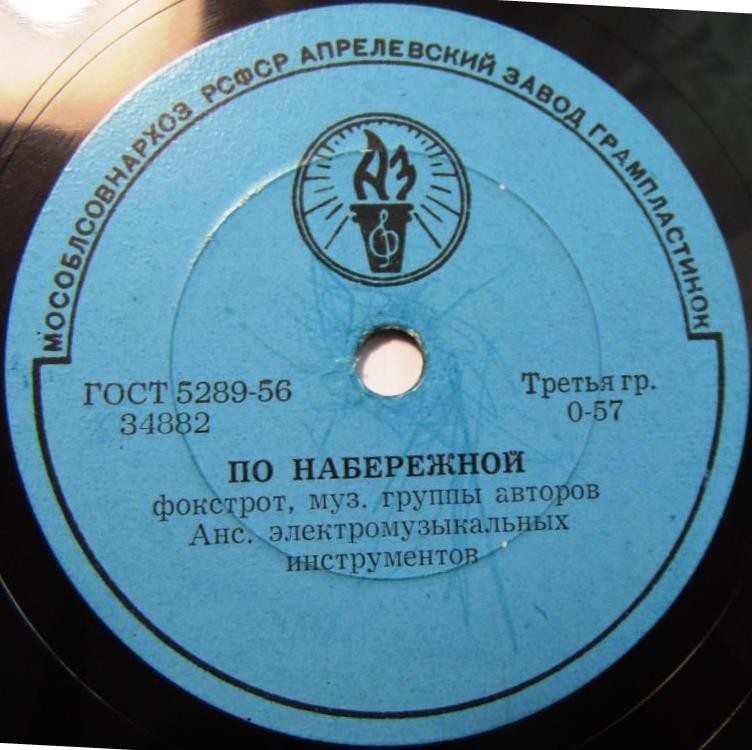 МОСОБЛСОВНАРХОЗ РСФСР АПРЕЛЕВСКИЙ ЗАВОД ГРАМПЛАСТИНОК
АЗ
ГОСТ 5289-56
34882
Третья гр.
0-57
ПО НАБЕРЕЖНОЙ
фокстрот, муз. группы авторов
Анс. электромузыкальных
инструментов